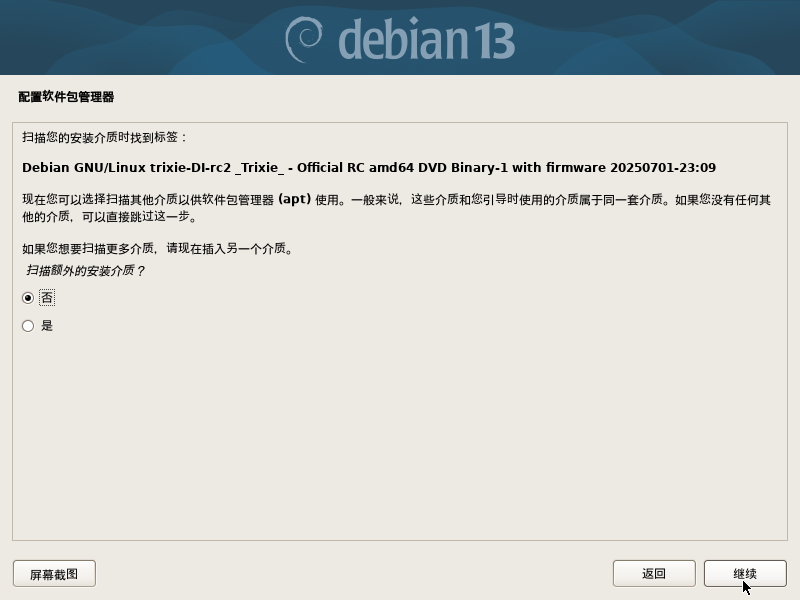 debian 13
配置软件包管理器
扫描您的安装介质时找到标签：
Debian GNU/Linux trixie-DI-rc2 _Trixie_ - Official RC amd64 DVD Binary-1 with firmware 20250701-23:09
现在您可以选择扫描其他介质以供软件包管理器 (apt) 使用。一般来说，这些介质和您引导时使用的介质属于同一套介质。如果您没有任何其
他的介质，可以直接跳过这一步。
如果您想要扫描更多介质，请现在插入另一个介质。
扫描额外的安装介质？
否
是
屏幕截图
返回
继续